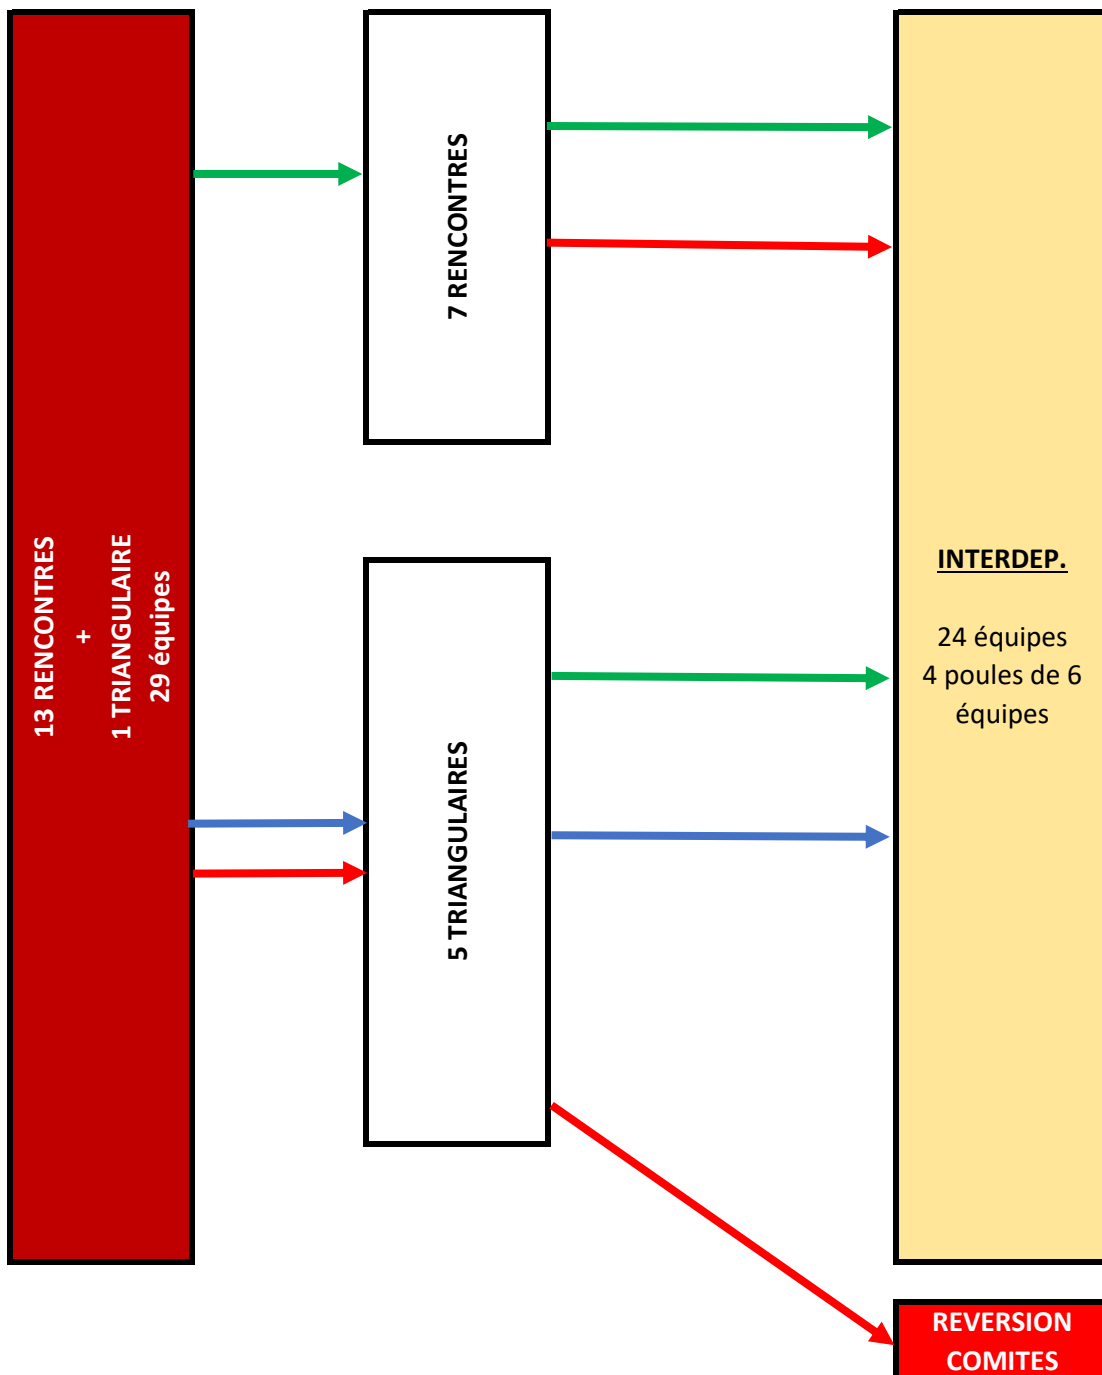 13 RENCONTRES
+
1 TRIANGULAIRE
29 équipes
7 RENCONTRES
5 TRIANGULAIRES
INTERDEP.
24 équipes
4 poules de 6
équipes
REVERSION
COMITES